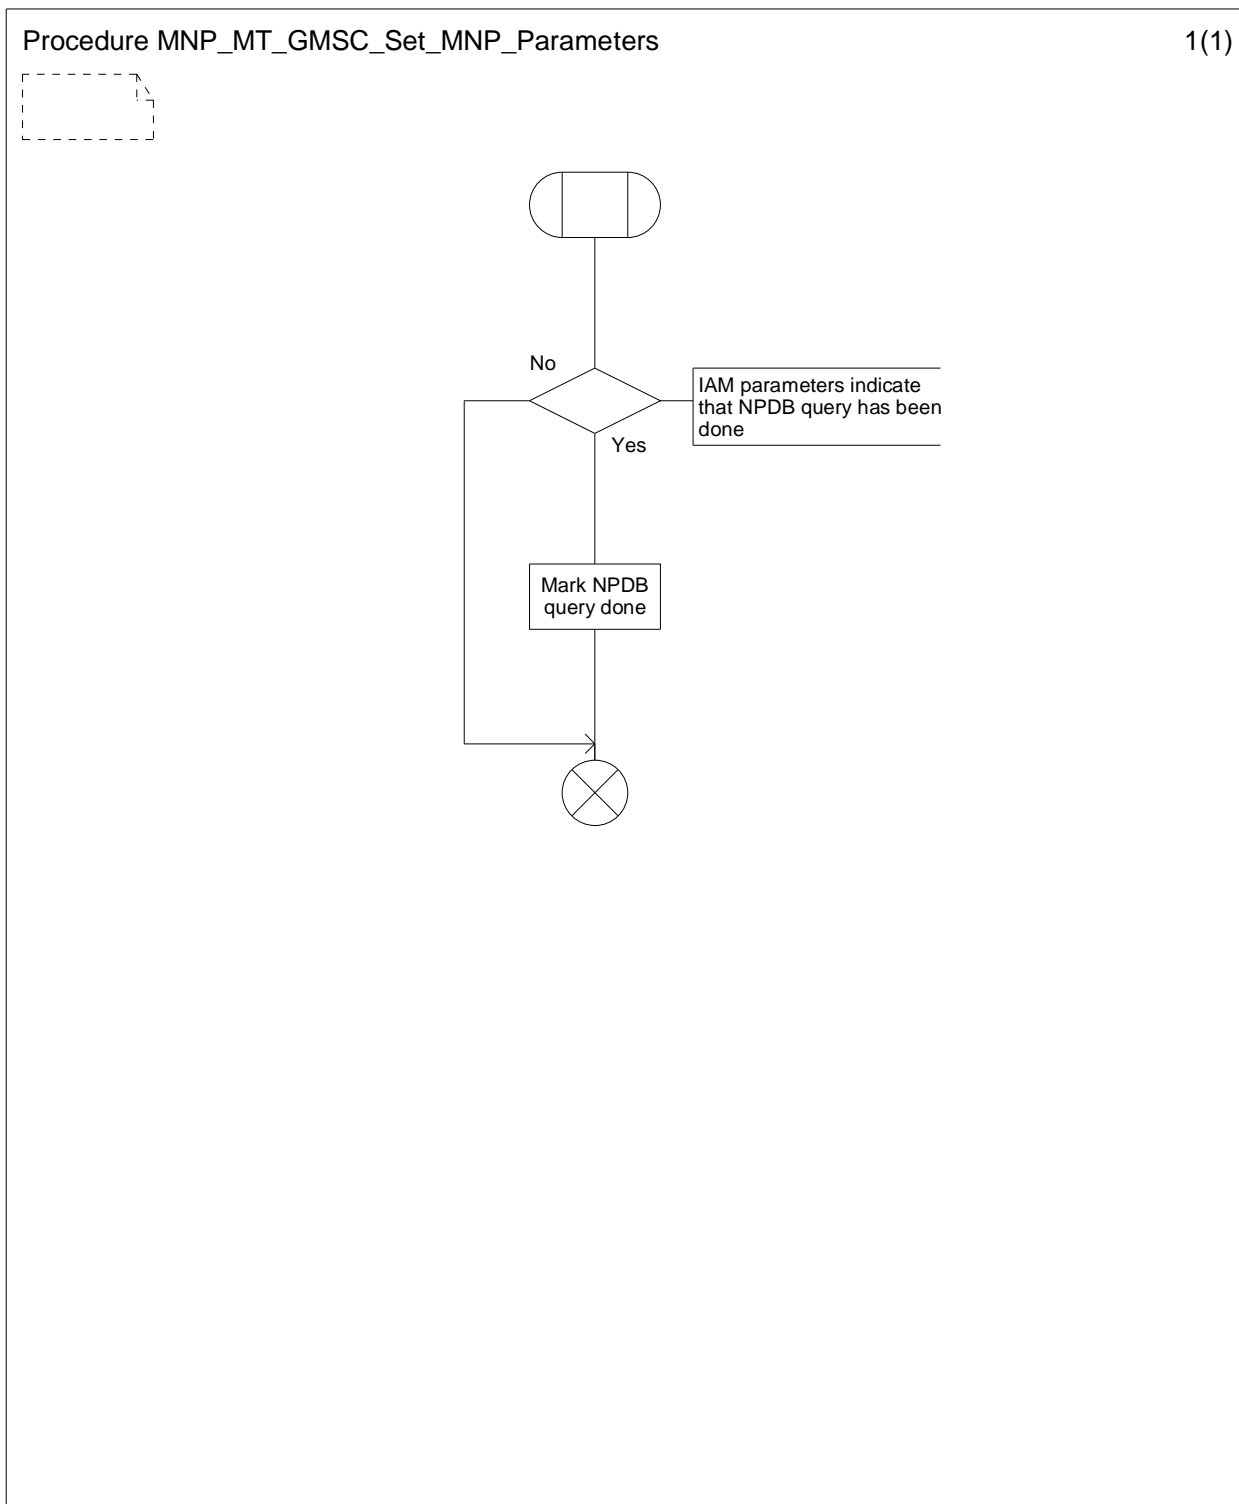 Procedure MNP_MT_GMSC_Set_MNP_Parameters
1(1)
No
IAM parameters indicate
that NPDB query has been
done
Yes
Mark NPDB
query done